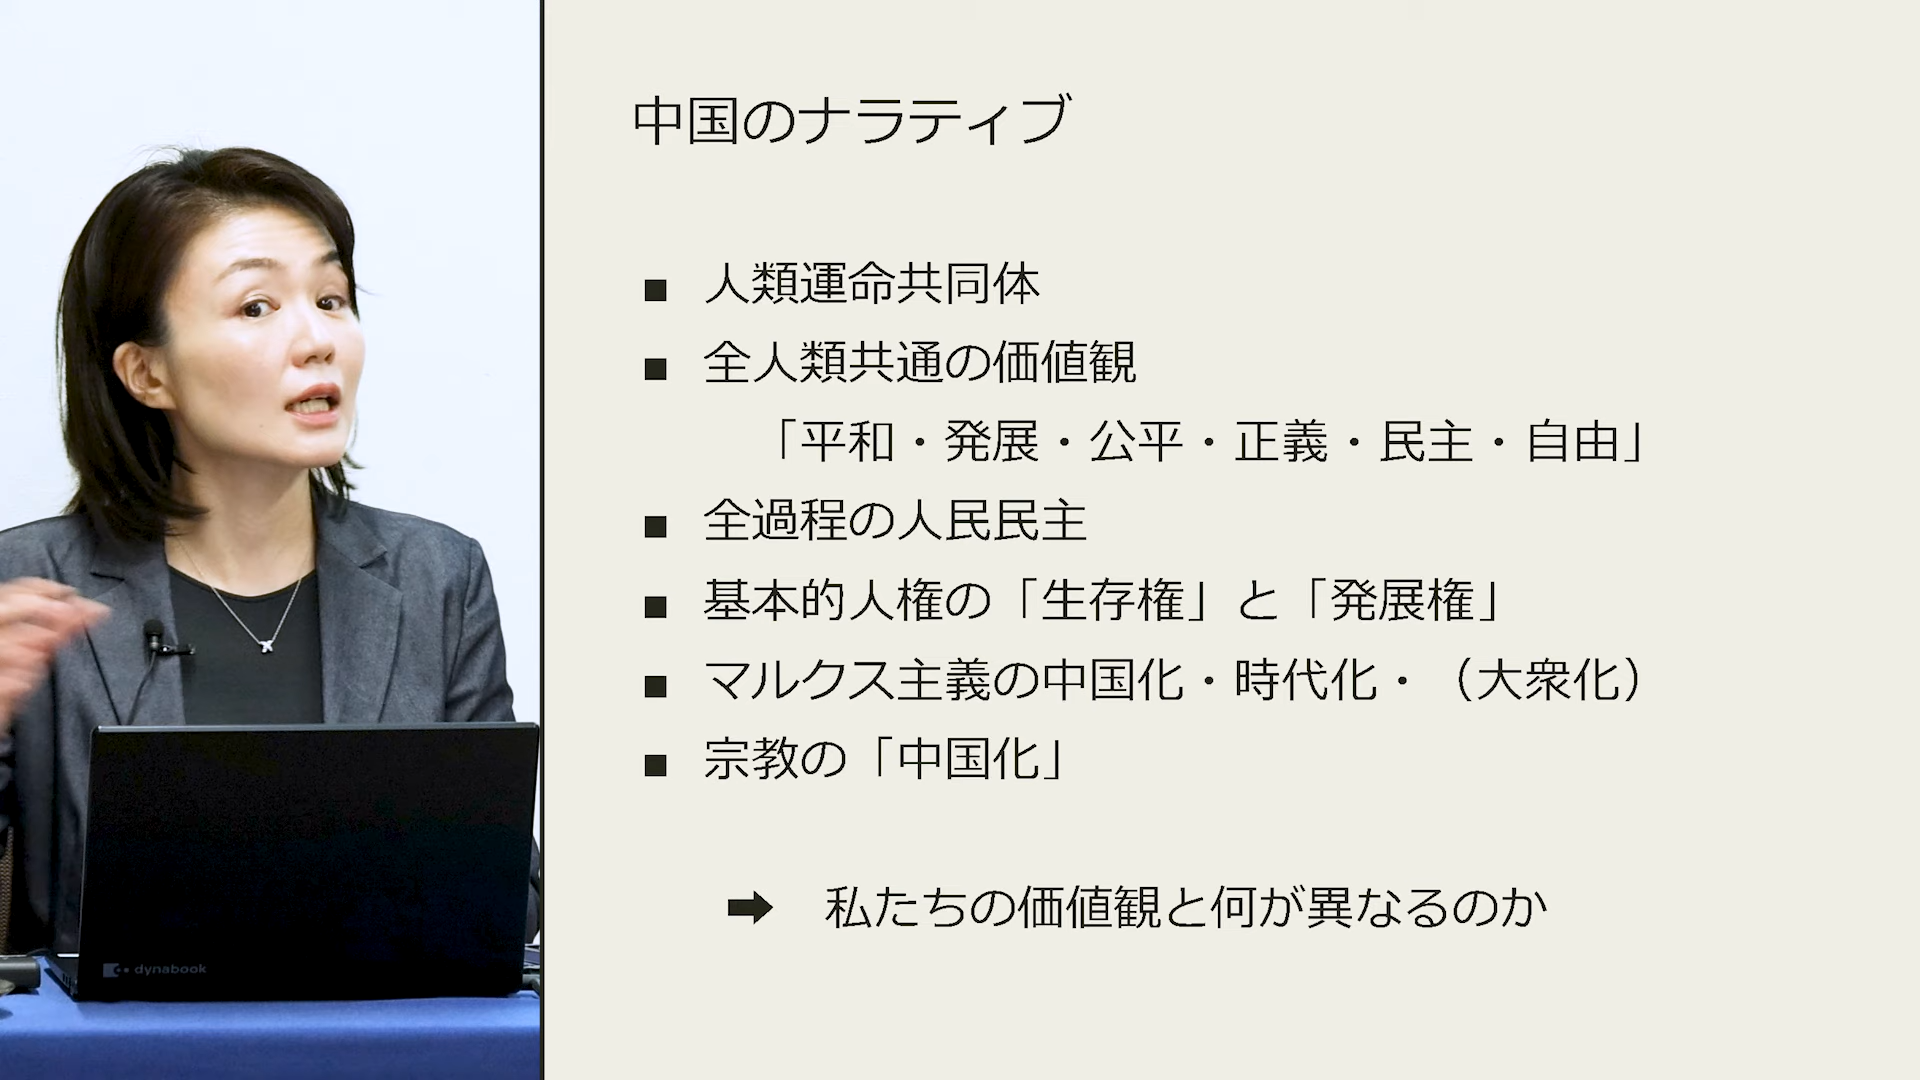 中国のナラティブ
■ 人類運命共同体
■ 全人類共通の価値観
「平和・発展・公平・正義・民主・自由」
■ 全過程の人民民主
■ 基本的人権の「生存権」と「発展権」
■ マルクス主義の中国化・時代化・（大衆化）
■ 宗教の「中国化」
➡ 私たちの価値観と何が異なるのか
dynabook